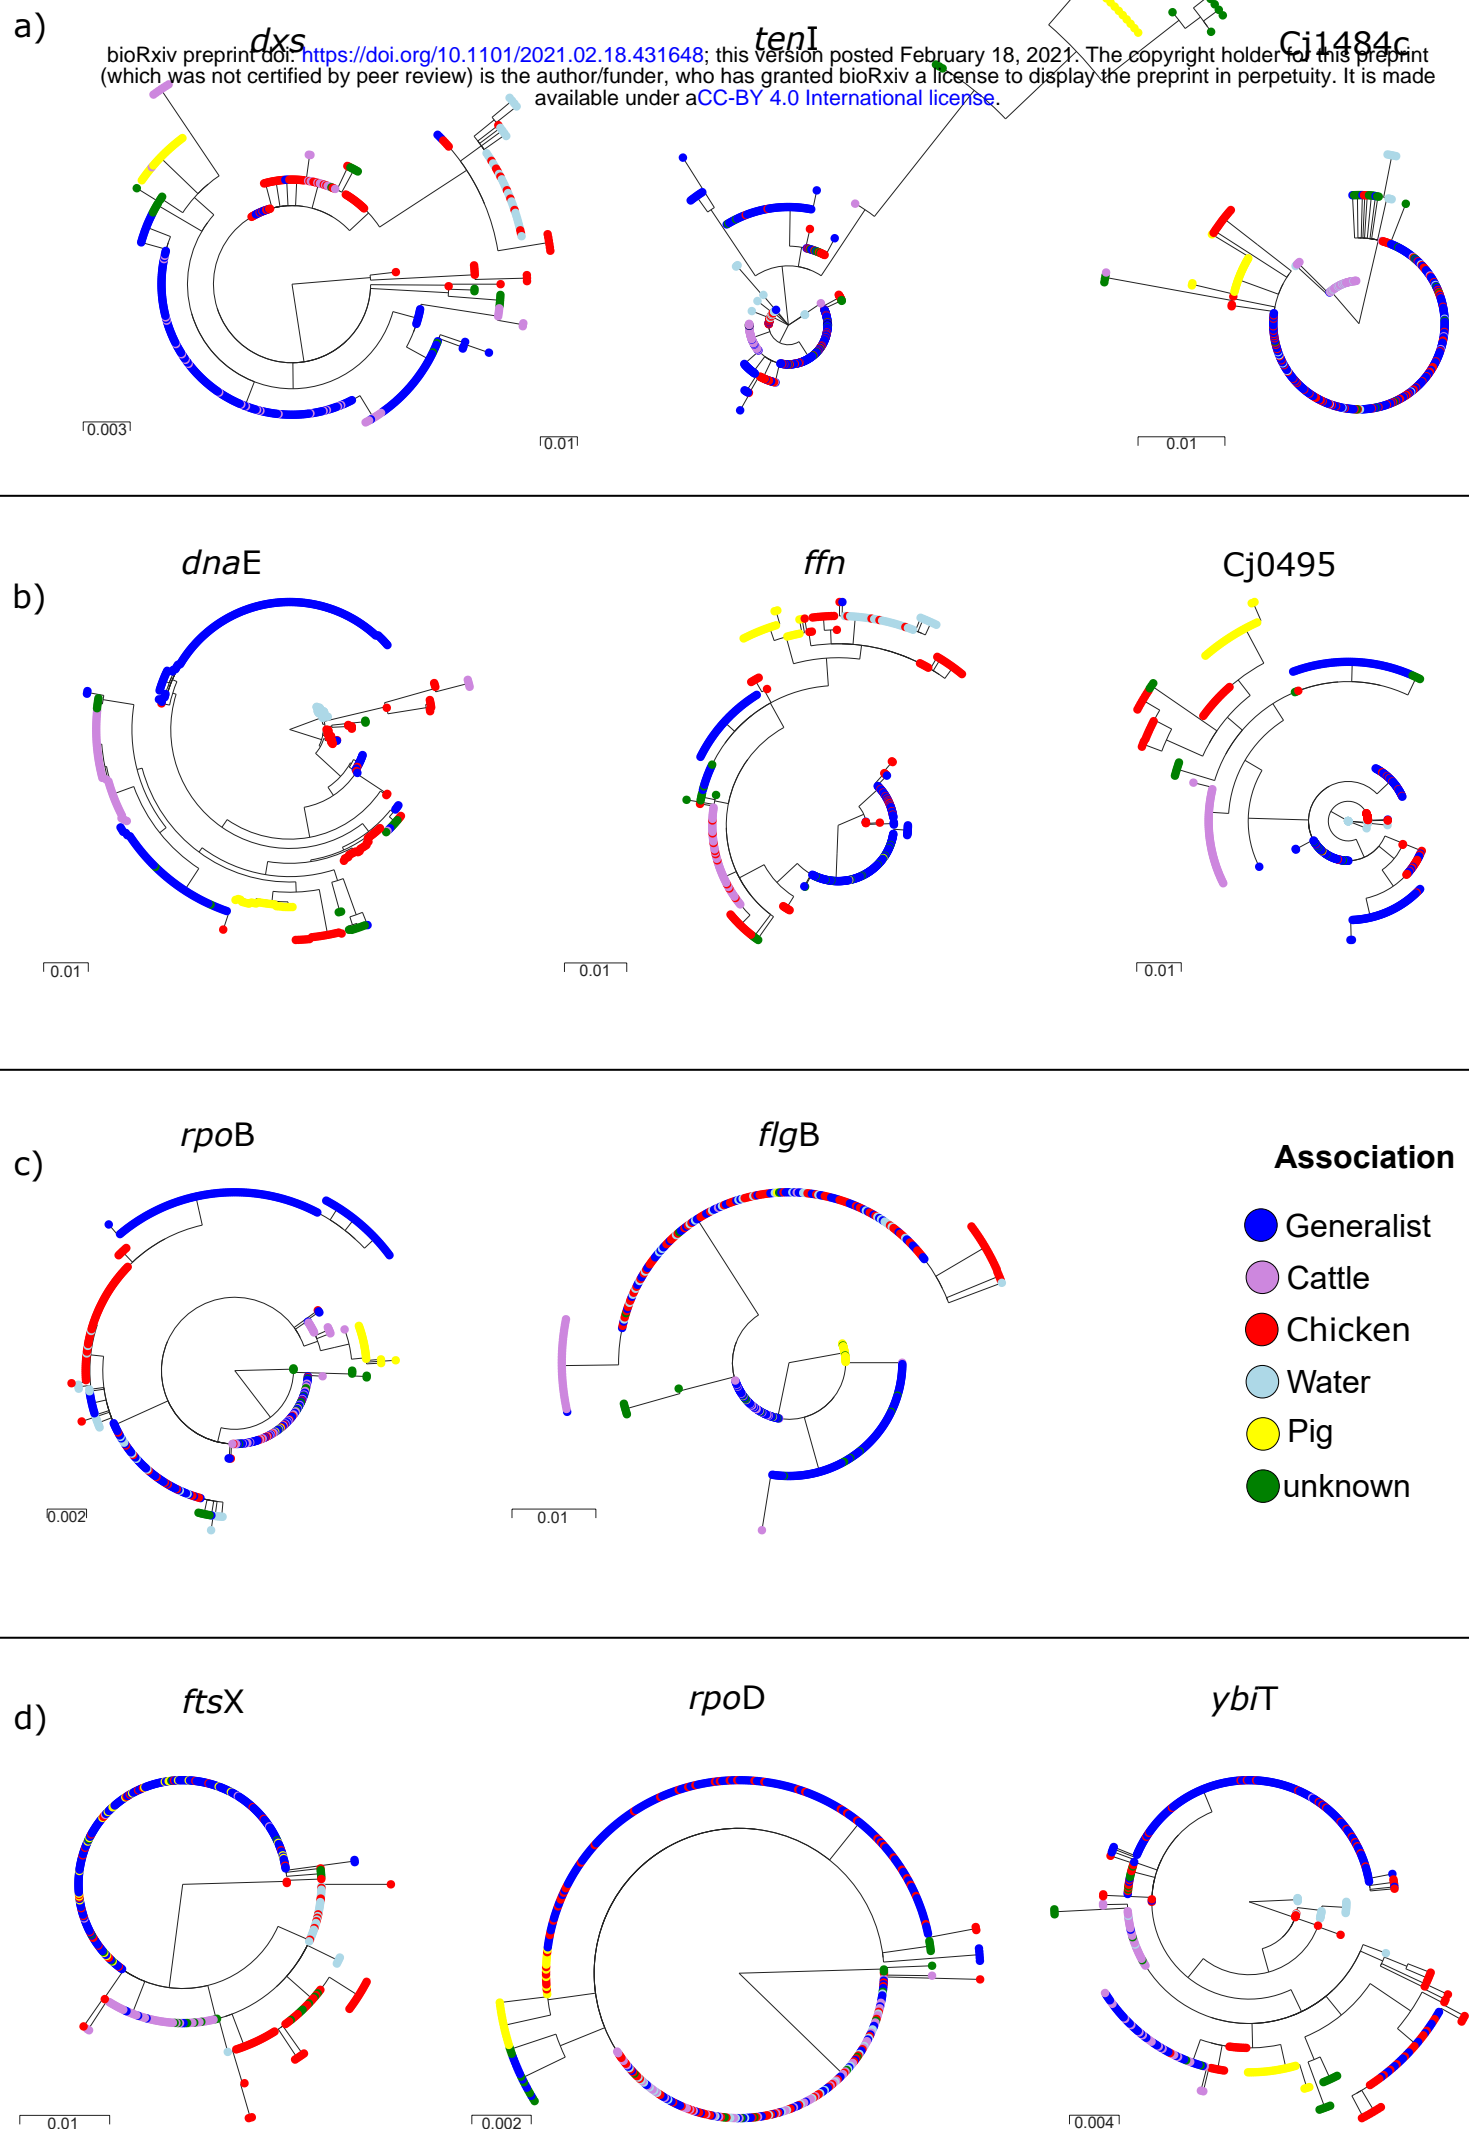 a)
dxs
tenI
Cj1484c
bioRxiv preprint doi: https://doi.org/10.1101/2021.02.18.431648; this version posted February 18, 2021. The copyright holder for this preprint
(which was not certified by peer review) is the author/funder, who has granted bioRxiv a license to display the preprint in perpetuity. It is made
available under aCC-BY 4.0 International license.
0.003
0.01
0.01
b)
dnaE
ffn
Cj0495
0.01
0.01
0.01
c)
rpoB
flgB
Association
Generalist
Cattle
Chicken
Water
Pig
unknown
0.002
0.01
d)
ftsX
rpoD
ybiT
0.01
0.002
0.004